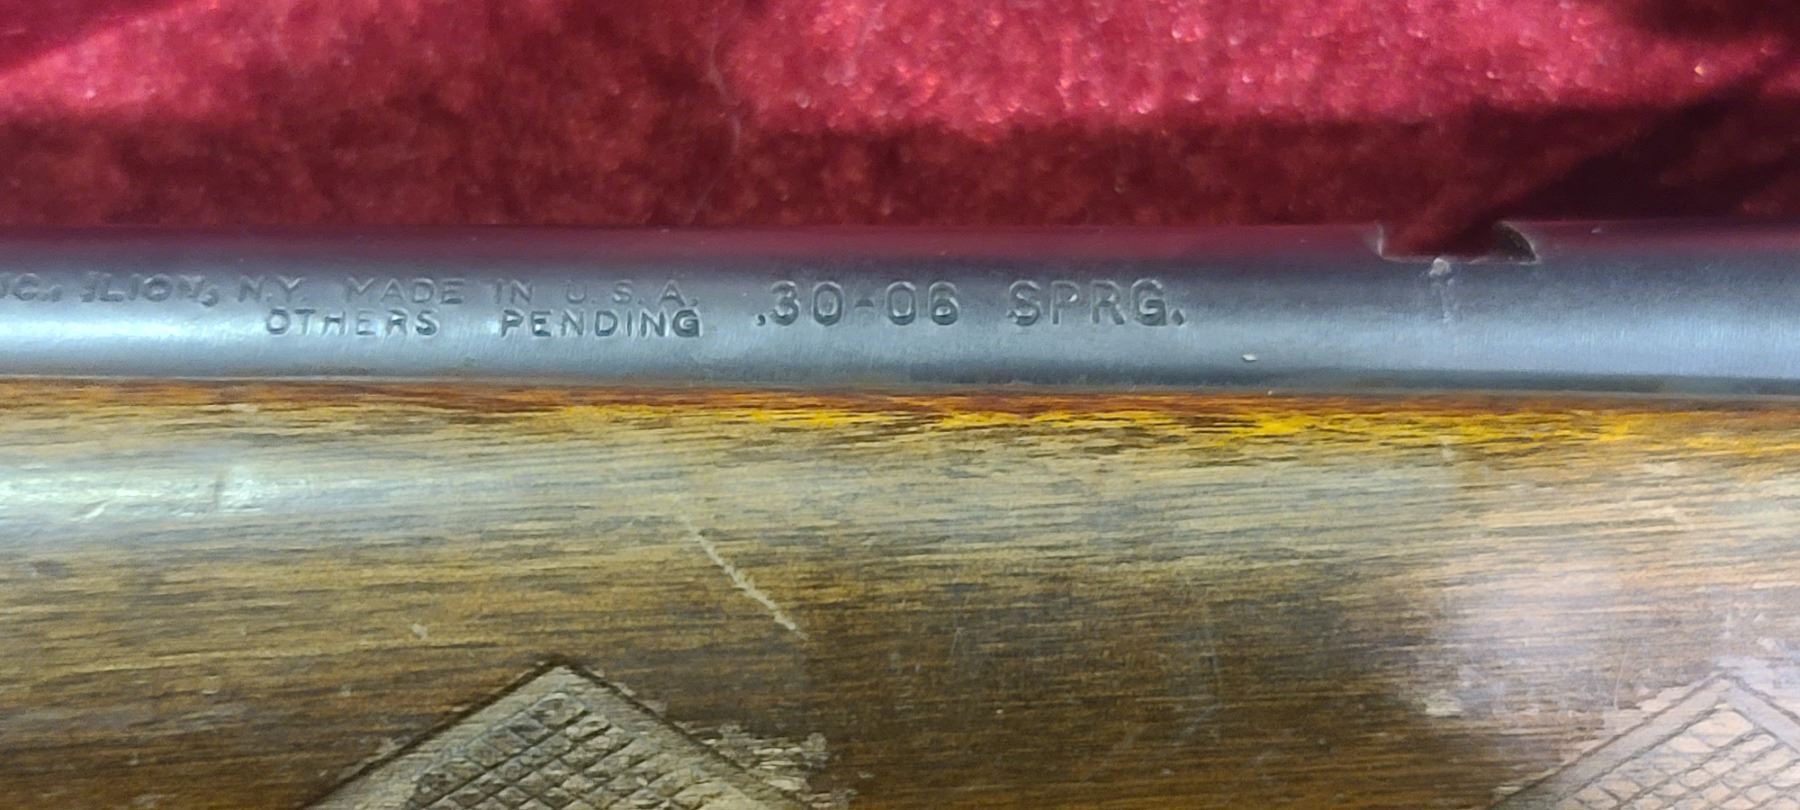 ILION, N.Y. MADE IN U.S.A. .30-06 SPRG.
OTHERS PENDING